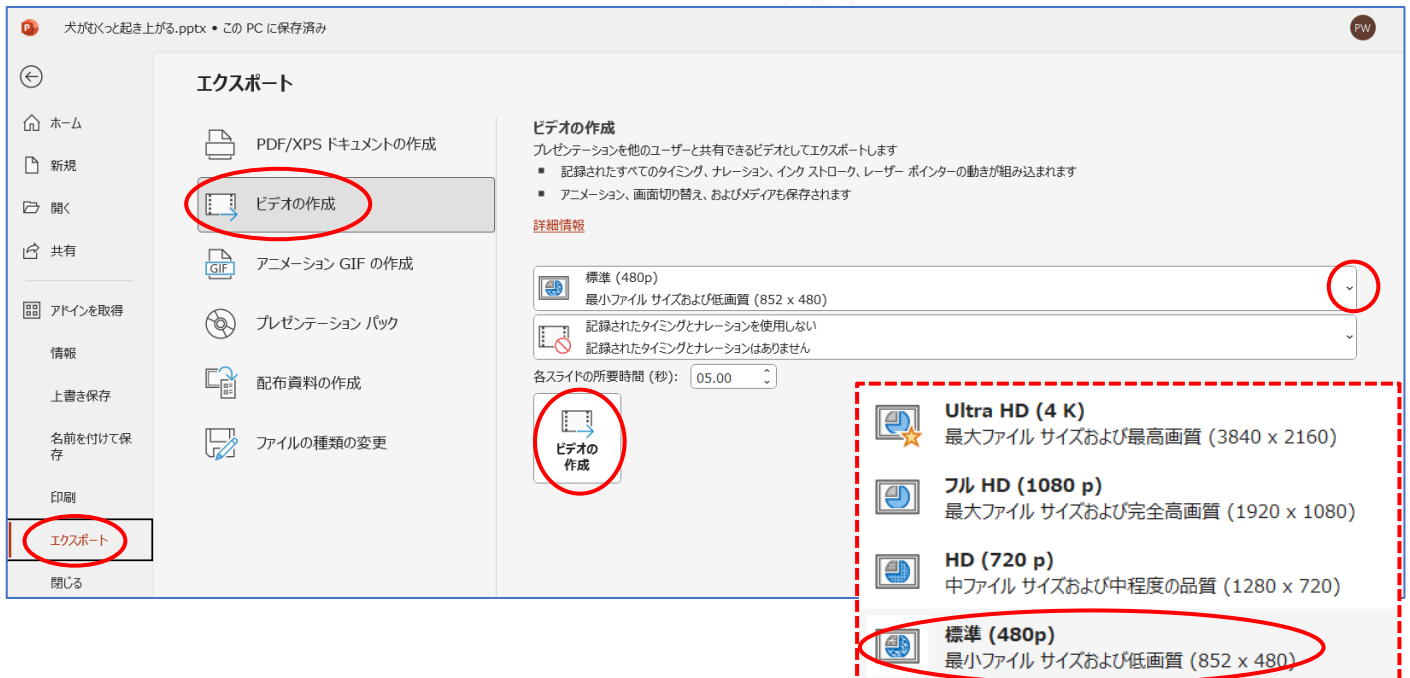 犬がむくっと起き上がる.pptx • この PC に保存済み
PW
エクスポート
ホーム
新規
開く
共有
アドインを取得
情報
上書き保存
名前を付けて保
存
印刷
エクスポート
閉じる
PDF/XPS ドキュメントの作成
ビデオの作成
GIF
アニメーション GIF の作成
プレゼンテーション パック
配布資料の作成
ファイルの種類の変更
ビデオの作成
プレゼンテーションを他のユーザーと共有できるビデオとしてエクスポートします
▪ 記録されたすべてのタイミング、ナレーション、インク ストローク、レーザー ポインターの動きが組み込まれます
▪ アニメーション、画面切り替え、およびメディアも保存されます
詳細情報
標準 (480p)
最小ファイル サイズおよび低画質 (852 x 480)
記録されたタイミングとナレーションを使用しない
記録されたタイミングとナレーションはありません
各スライドの所要時間 (秒): 05.00
ビデオの
作成
Ultra HD (4 K)
最大ファイル サイズおよび最高画質 (3840 x 2160)
フル HD (1080 p)
最大ファイル サイズおよび完全高画質 (1920 x 1080)
HD (720 p)
中ファイル サイズおよび中程度の品質 (1280 x 720)
標準 (480p)
最小ファイル サイズおよび低画質 (852 x 480)